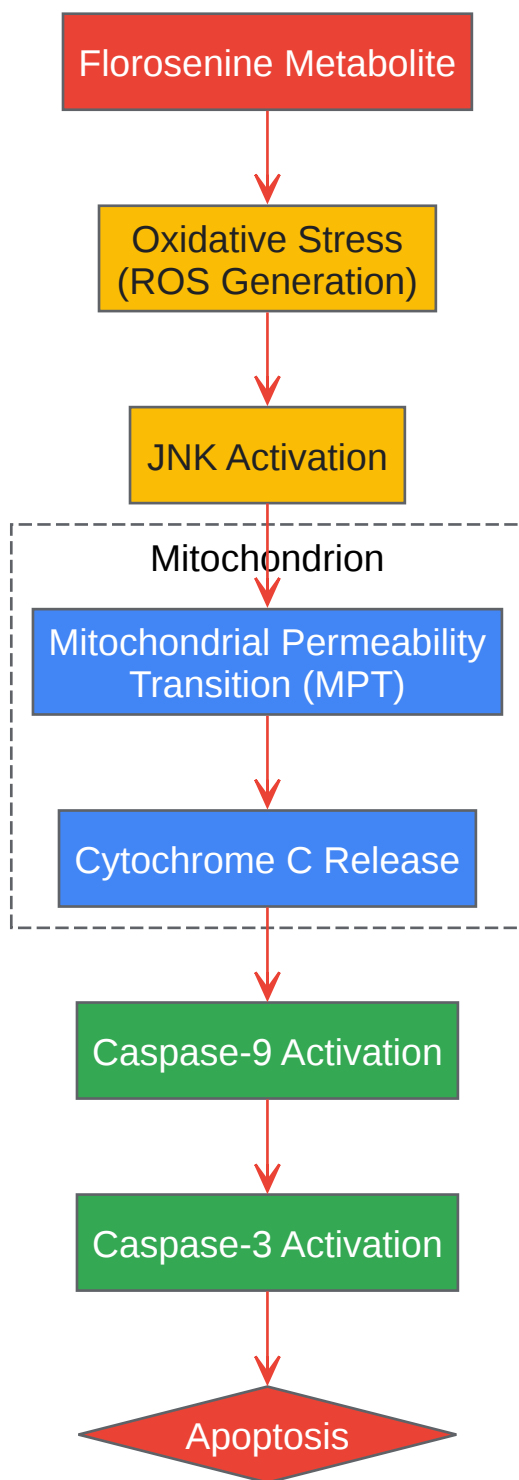 Florosenine Metabolite
Oxidative Stress
(ROS Generation)
JNK Activation
Mitochondrion
Mitochondrial Permeability
Transition (MPT)
Cytochrome C Release
Caspase-9 Activation
Caspase-3 Activation
Apoptosis